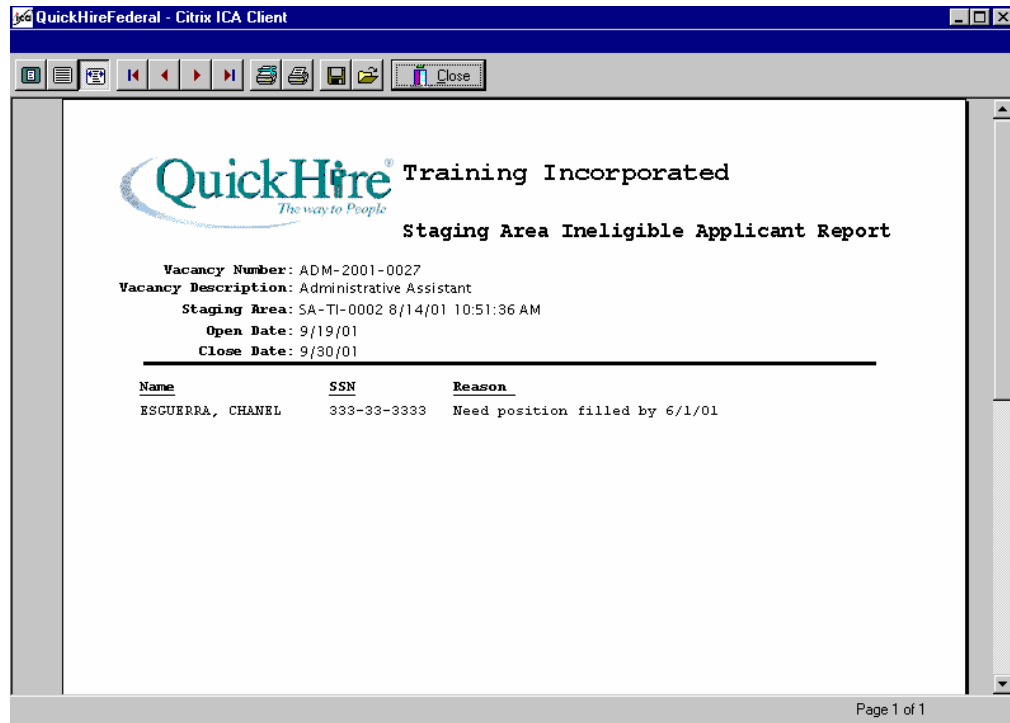 QuickHireFederal - Citrix ICA Client
Close
QuickHire® Training Incorporated
The way to People
Staging Area Ineligible Applicant Report
Vacancy Number: ADM-2001-0027
Vacancy Description: Administrative Assistant
Staging Area: SA-TI-0002 8/14/01 10:51:36 AM
Open Date: 9/19/01
Close Date: 9/30/01
Name SSN Reason
ESGUERRA, CHANEL 333-33-3333 Need position filled by 6/1/01
Page 1 of 1